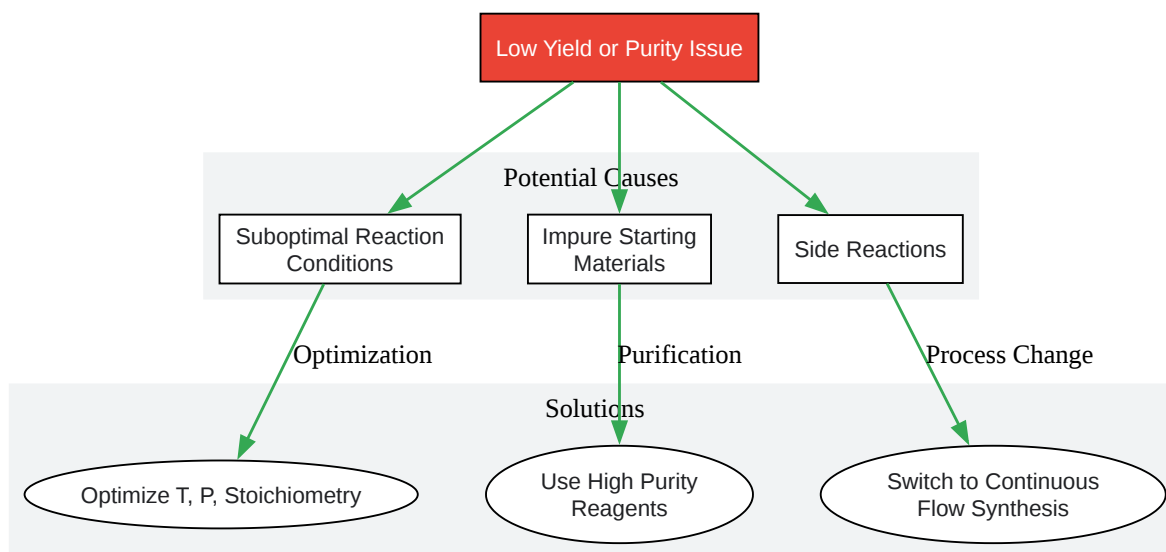 Low Yield or Purity Issue
Potential Causes
Suboptimal Reaction
Conditions
Impure Starting
Materials
Side Reactions
Optimization
Purification
Process Change
Solutions
Optimize T, P, Stoichiometry
Use High Purity
Reagents
Switch to Continuous
Flow Synthesis